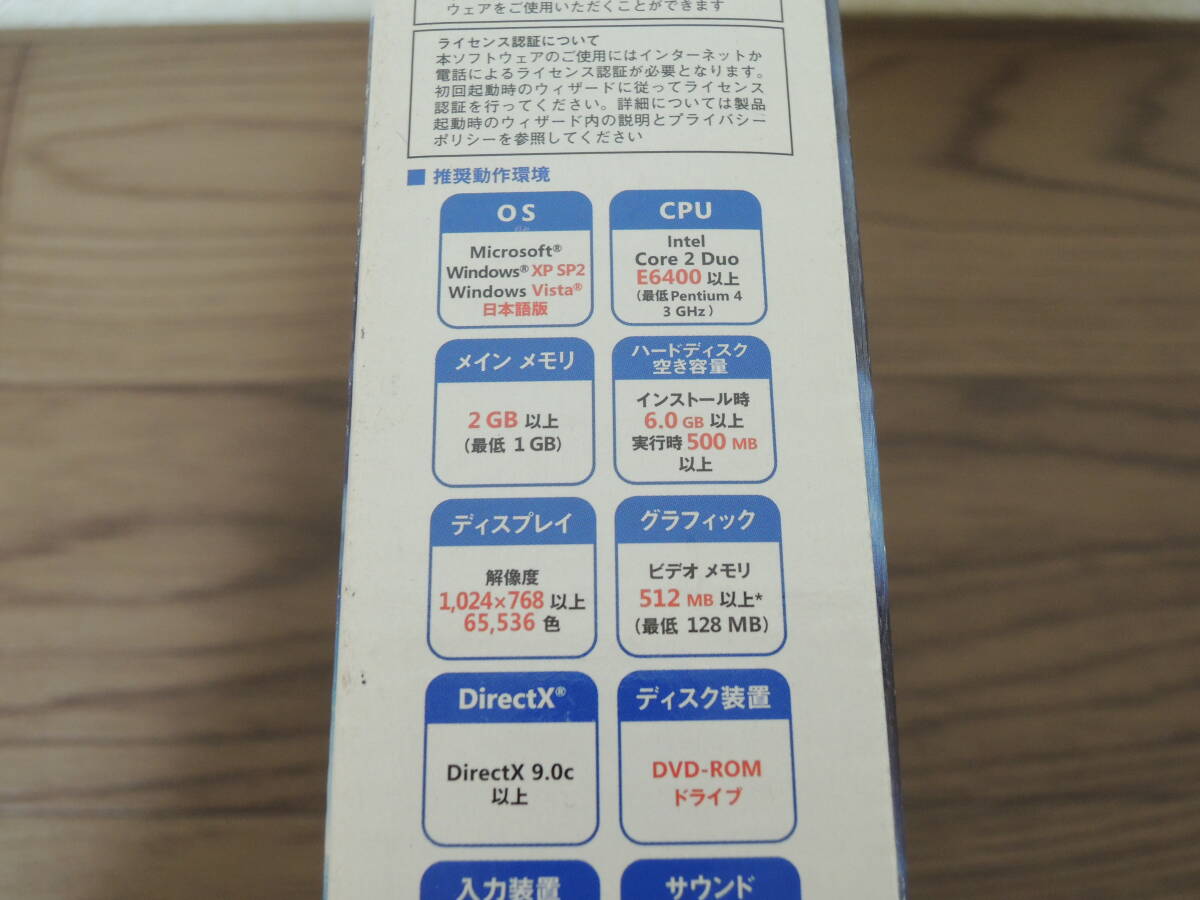 ウェアをご使用いただくことができます
ライセンス認証について
本ソフトウェアのご使用にはインターネットか
電話によるライセンス認証が必要となります。
初回起動時のウィザードに従ってライセンス
認証を行ってください。詳細については製品
起動時のウィザード内の説明とプライバシー
ポリシーを参照してください
■ 推奨動作環境
OS
Microsoft®
Windows® XP SP2
Windows Vista®
日本語版
CPU
Intel
Core 2 Duo
E6400 以上
(最低 Pentium 4
3 GHz)
メイン メモリ
2 GB 以上
(最低 1 GB)
ハードディスク
空き容量
インストール時
6.0 GB 以上
実行時 500 MB
以上
ディスプレイ
解像度
1,024×768 以上
65,536 色
グラフィック
ビデオ メモリ
512 MB 以上*
(最低 128 MB)
DirectX®
DirectX 9.0c
以上
ディスク装置
DVD-ROM
ドライブ
入力装置
サウンド